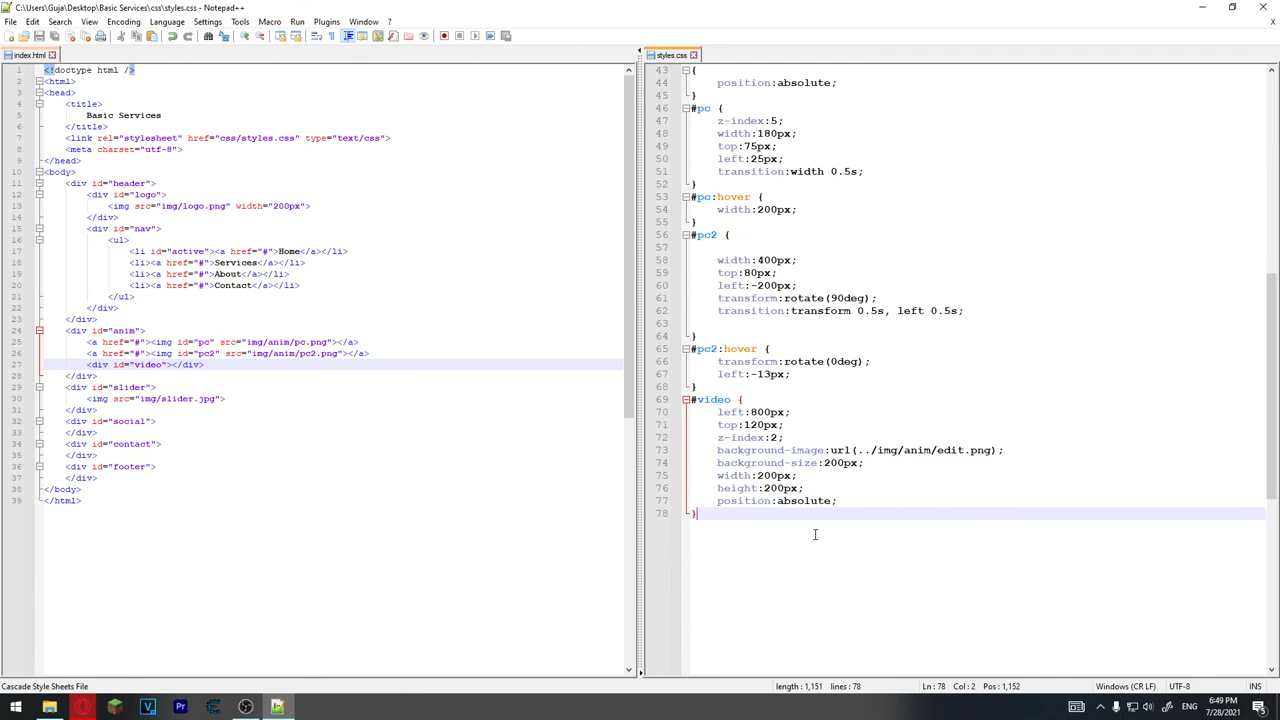 C:\Users\Guja\Desktop\Basic Services\css\styles.css - Notepad++
File Edit Search View Encoding Language Settings Tools Macro Run Plugins Window ?
index.html
1 <!doctype html />
2 <html>
3 <head>
4 <title>
5 Basic Services
6 </title>
7 <link rel="stylesheet" href="css/styles.css" type="text/css">
8 <meta charset="utf-8">
9 </head>
10 <body>
11 <div id="header">
12 <div id="logo">
13 <img src="img/logo.png" width="200px">
14 </div>
15 <div id="nav">
16 <ul>
17 <li id="active"><a href="#">Home</a></li>
18 <li><a href="#">Services</a></li>
19 <li><a href="#">About</a></li>
20 <li><a href="#">Contact</a></li>
21 </ul>
22 </div>
23 </div>
24 <div id="anim">
25 <a href="#"><img id="pc" src="img/anim/pc.png"></a>
26 <a href="#"><img id="pc2" src="img/anim/pc2.png"></a>
27 <div id="video"></div>
28 </div>
29 <div id="slider">
30 <img src="img/slider.jpg">
31 </div>
32 <div id="social">
33 </div>
34 <div id="contact">
35 </div>
36 <div id="footer">
37 </div>
38 </body>
39 </html>
styles.css
43 {
44 position:absolute;
45 }
46 #pc {
47 z-index:5;
48 width:180px;
49 top:75px;
50 left:25px;
51 transition:width 0.5s;
52 }
53 #pc:hover {
54 width:200px;
55 }
56 #pc2 {
57
58 width:400px;
59 top:80px;
60 left:-200px;
61 transform:rotate(90deg);
62 transition:transform 0.5s, left 0.5s;
63
64 }
65 #pc2:hover {
66 transform:rotate(0deg);
67 left:-13px;
68 }
69 #video {
70 left:800px;
71 top:120px;
72 z-index:2;
73 background-image:url(../img/anim/edit.png);
74 background-size:200px;
75 width:200px;
76 height:200px;
77 position:absolute;
78 }
Cascade Style Sheets File length : 1,151 lines : 78 Ln : 78 Col : 2 Pos : 1,152 Windows (CR LF) UTF-8 INS
V Pr ENG 6:49 PM
7/28/2021